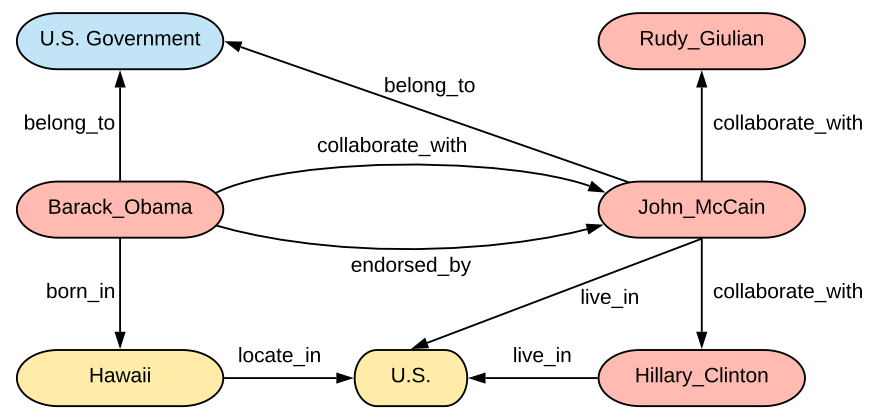 U.S. Government
Rudy_Giulian
belong_to
belong_to
collaborate_with
collaborate_with
Barack_Obama
John_McCain
endorsed_by
born_in
live_in
collaborate_with
locate_in
live_in
Hawaii
U.S.
Hillary_Clinton